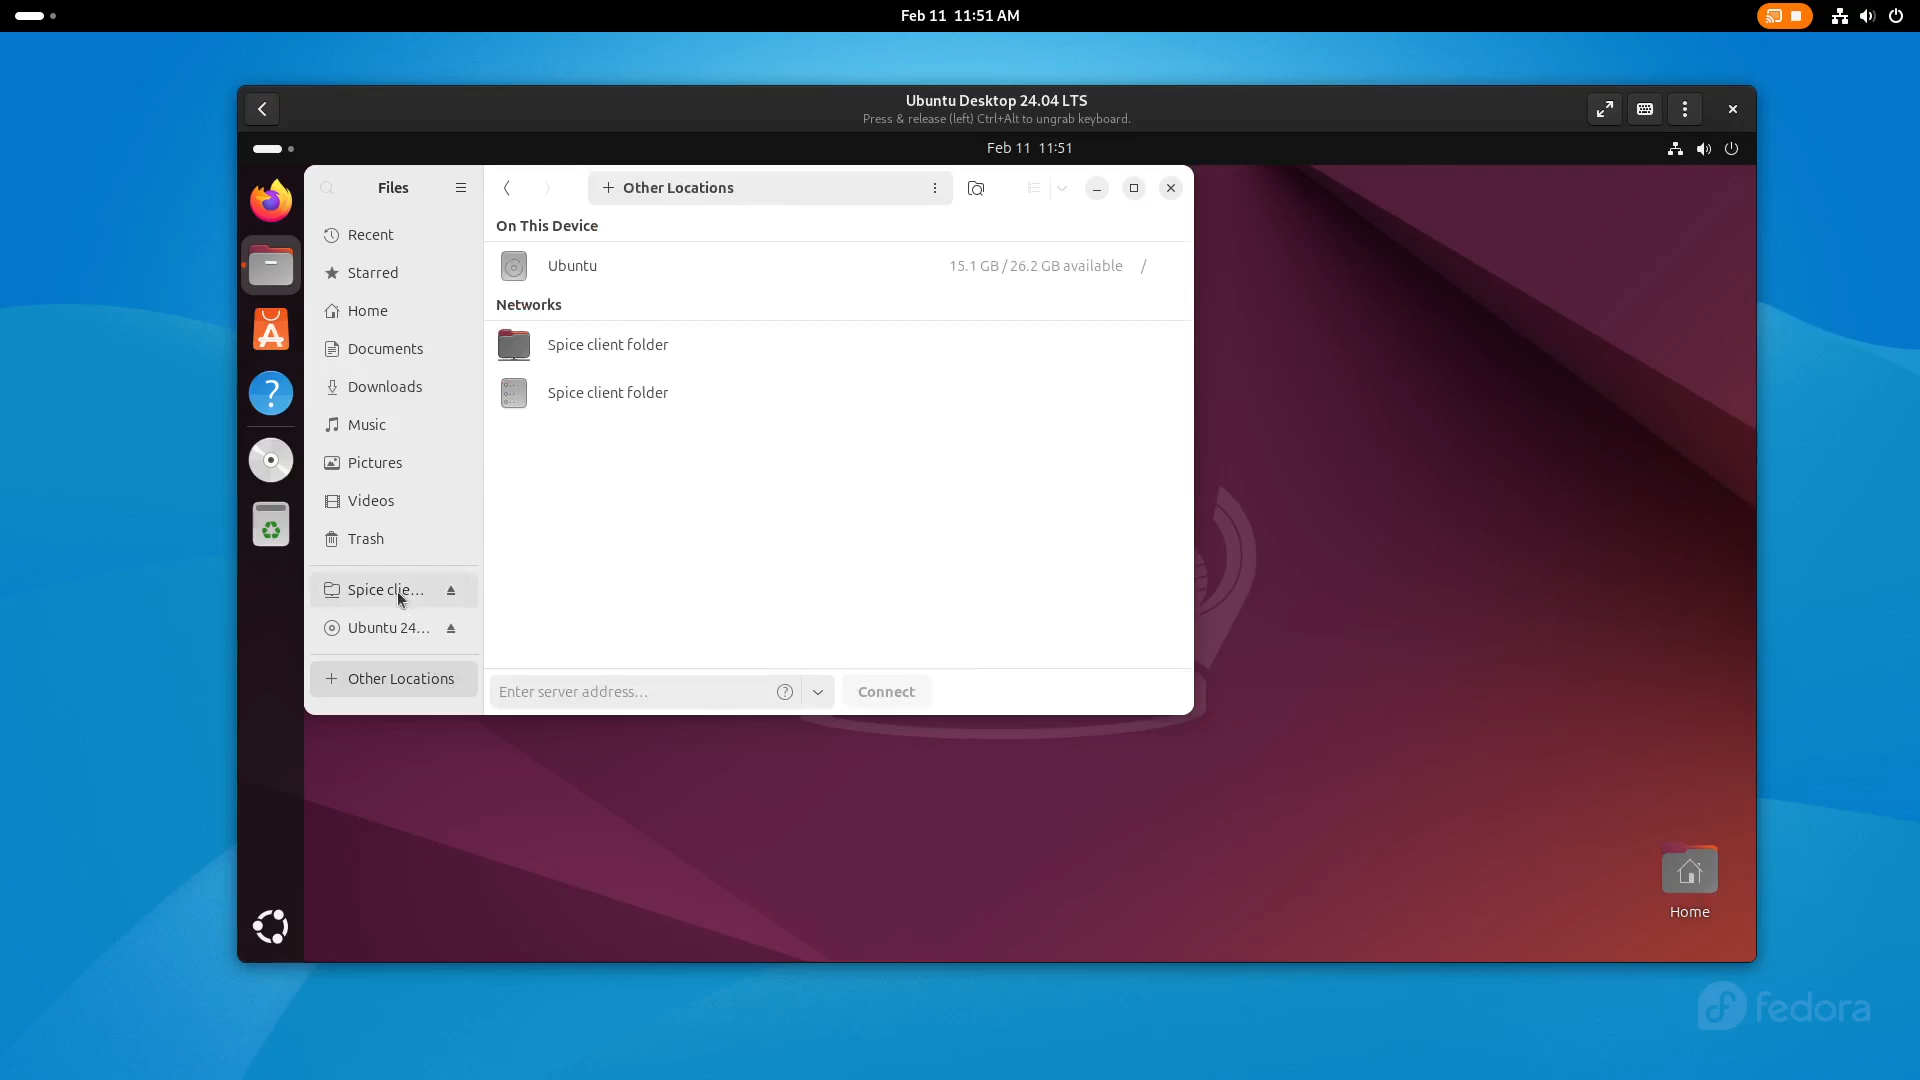 Feb 11 11:51 AM
Ubuntu Desktop 24.04 LTS
Press & release (left) Ctrl+Alt to ungrab keyboard.
Feb 11 11:51
Files
Other Locations
Recent
Starred
Home
Documents
Downloads
Music
Pictures
Videos
Trash
Spice clie...
Ubuntu 24...
Other Locations
On This Device
Ubuntu
15.1 GB / 26.2 GB available /
Networks
Spice client folder
Spice client folder
Enter server address...
Connect
Home
fedora